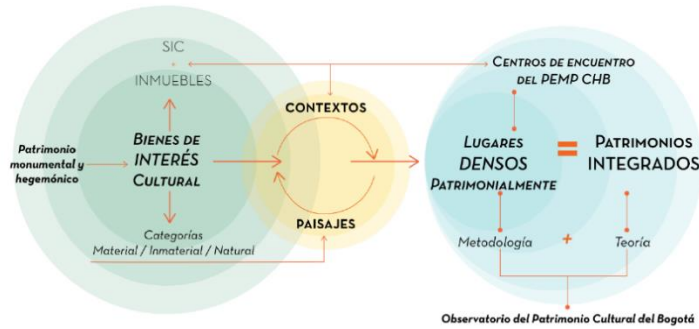 SIC
INMUEBLES
Patrimonio
monumental y
hegemónico
BIENES DE
INTERÉS
CULTURAL
Categorías
Material / Inmaterial / Natural
CONTEXTOS
PAISAJES
CENTROS DE ENCUENTRO
DEL PEMP CHB
LUGARES
DENSOS
PATRIMONIALMENTE
=
PATRIMONIOS
INTEGRADOS
Metodología
+
Teoría
Observatorio del Patrimonio Cultural del Bogotá